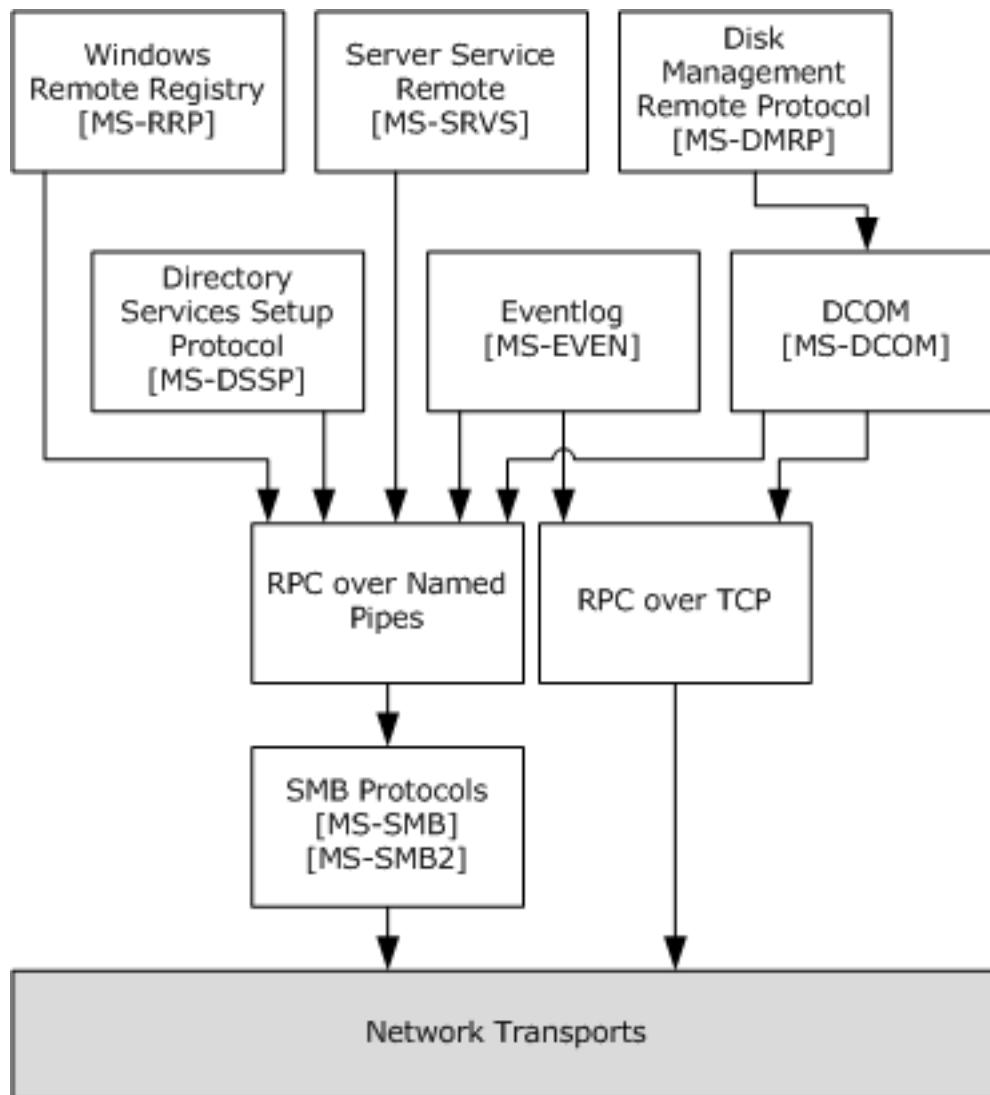 Windows
Remote Registry
[MS-RRP]
Server Service
Remote
[MS-SRVS]
Disk
Management
Remote Protocol
[MS-DMRP]
Directory
Services Setup
Protocol
[MS-DSSP]
Eventlog
[MS-EVEN]
DCOM
[MS-DCOM]
RPC over Named
Pipes
RPC over TCP
SMB Protocols
[MS-SMB]
[MS-SMB2]
Network Transports